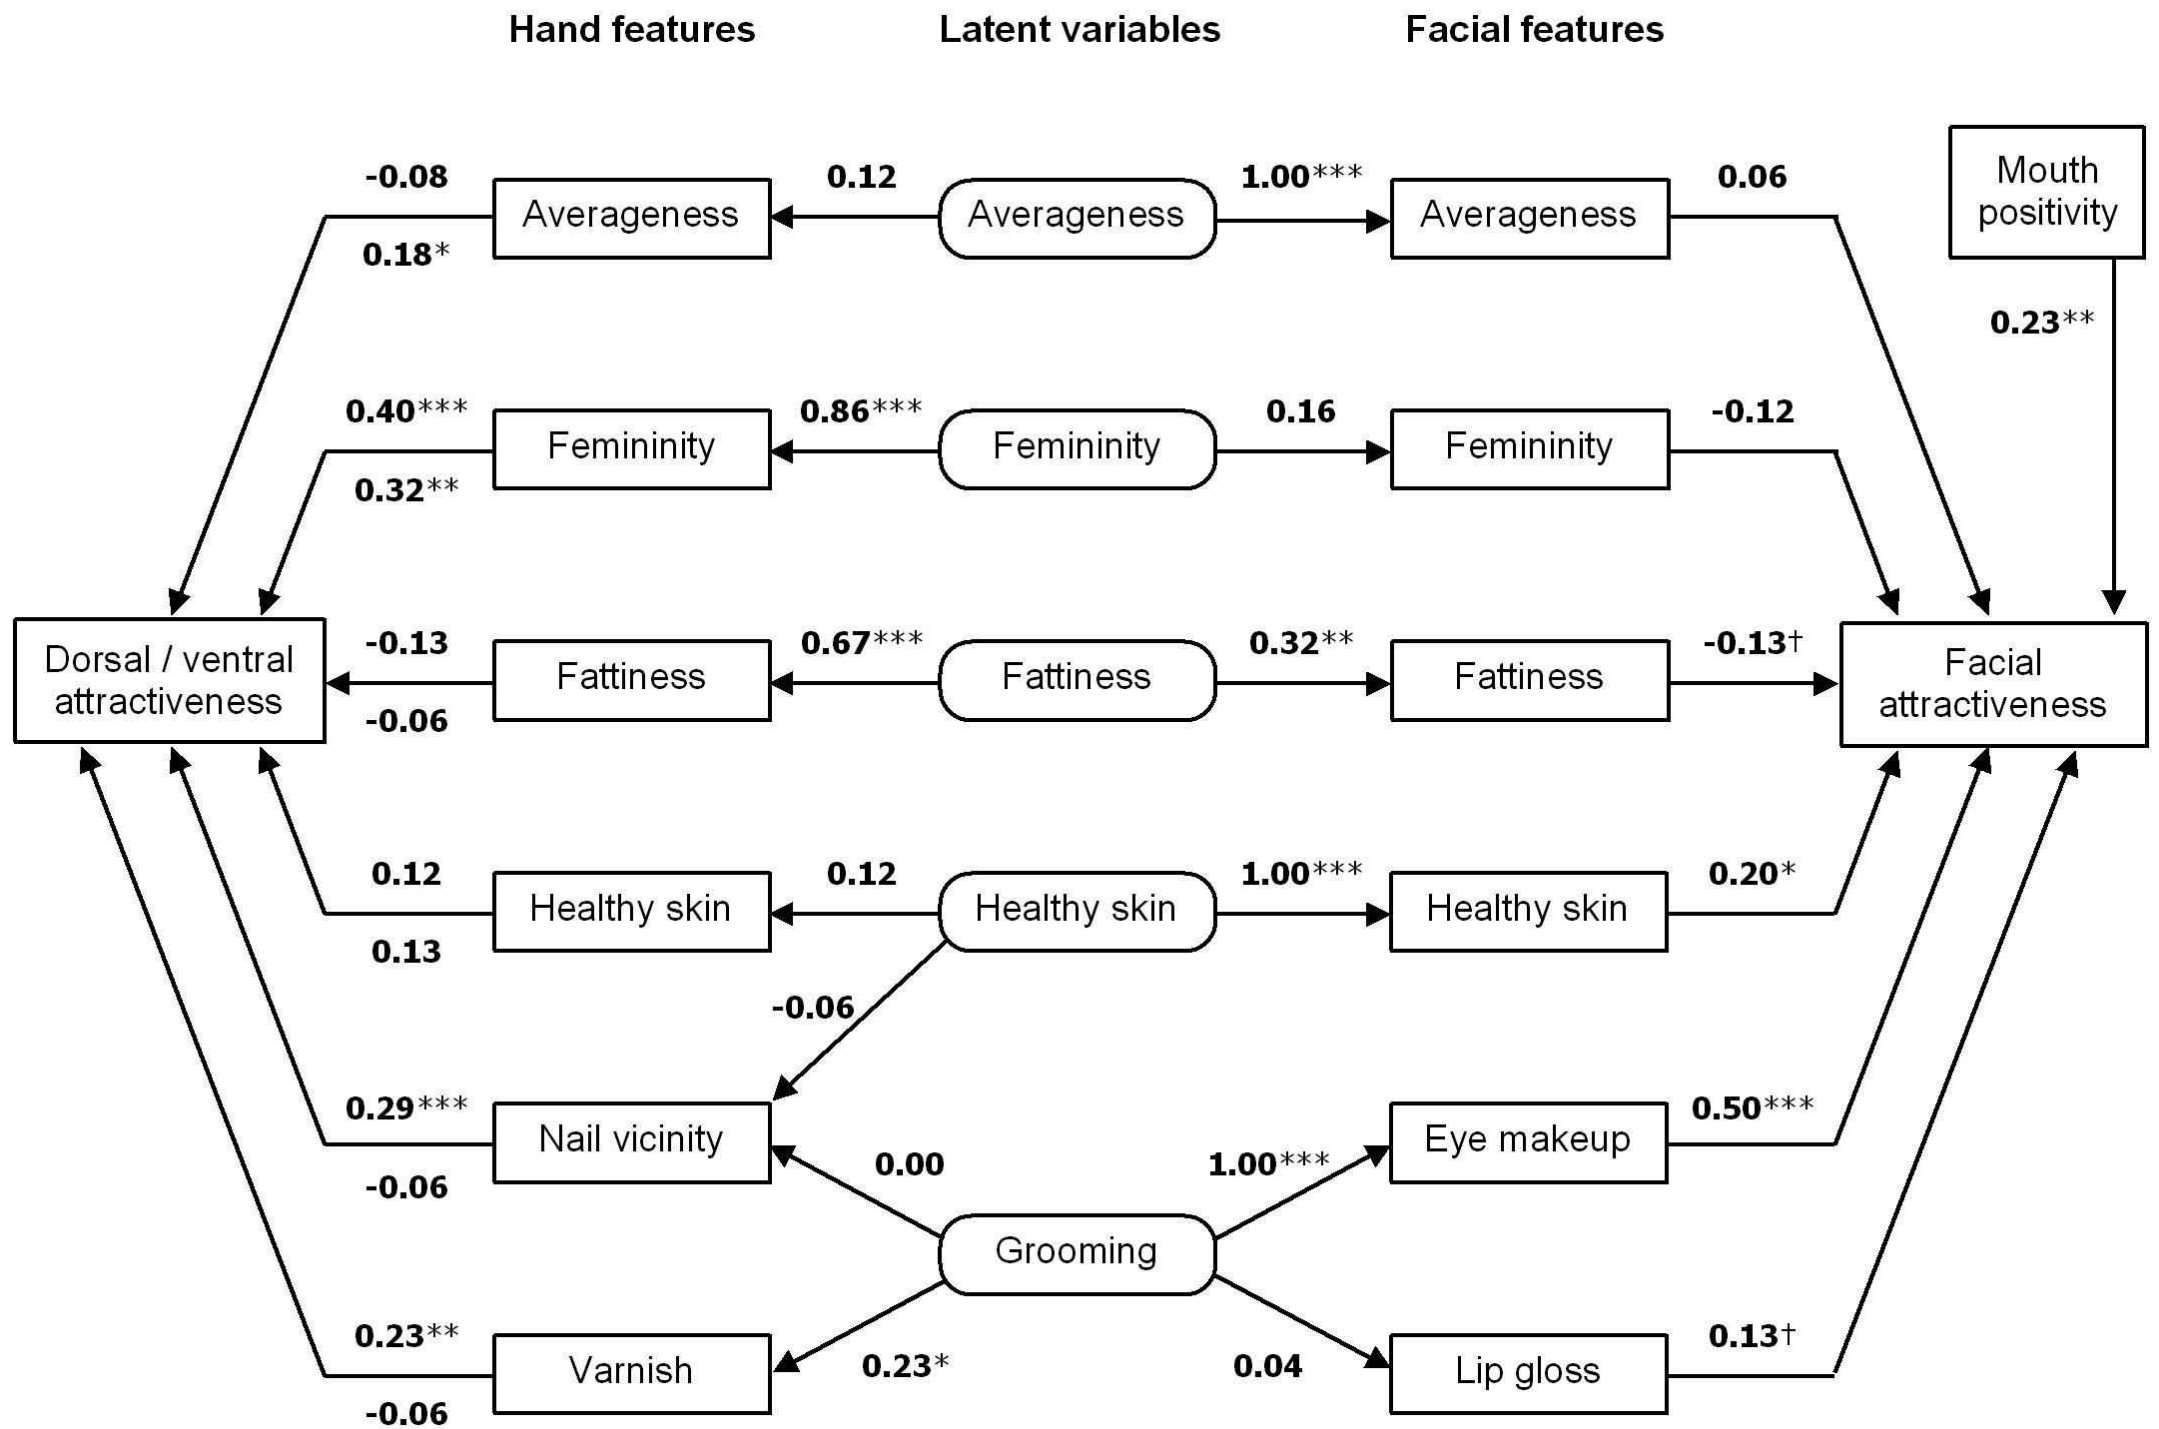 Hand features
Latent variables
Facial features
-0.08
0.12
1.00***
0.06
Mouth
positivity
Averageness
Averageness
Averageness
0.18*
0.23**
0.40***
0.86***
0.16
-0.12
Femininity
Femininity
Femininity
0.32**
Dorsal / ventral
attractiveness
-0.13
0.67***
0.32**
-0.13†
Fattiness
Fattiness
Fattiness
Facial
attractiveness
-0.06
0.12
0.12
1.00***
0.20*
Healthy skin
Healthy skin
Healthy skin
0.13
-0.06
0.29***
0.50***
Nail vicinity
Eye makeup
0.00
1.00***
-0.06
Grooming
0.23**
0.13†
Varnish
0.23*
0.04
Lip gloss
-0.06